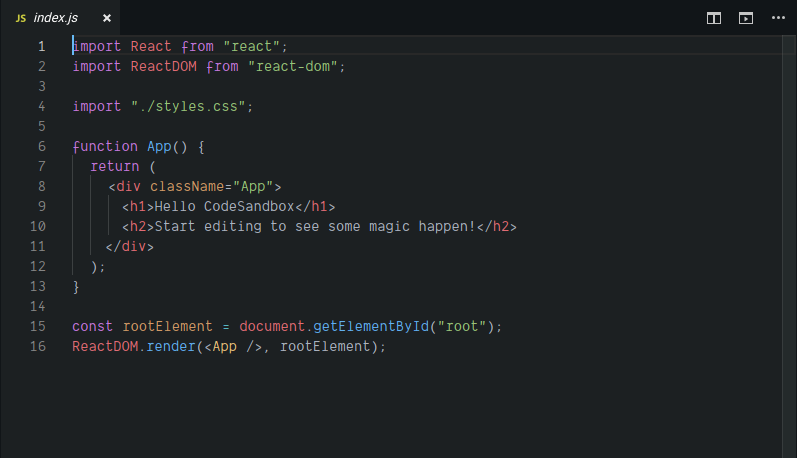 JS index.js ×
1 import React from "react";
2 import ReactDOM from "react-dom";
3
4 import "./styles.css";
5
6 function App() {
7   return (
8     <div className="App">
9       <h1>Hello CodeSandbox</h1>
10       <h2>Start editing to see some magic happen!</h2>
11     </div>
12   );
13 }
14
15 const rootElement = document.getElementById("root");
16 ReactDOM.render(<App />, rootElement);